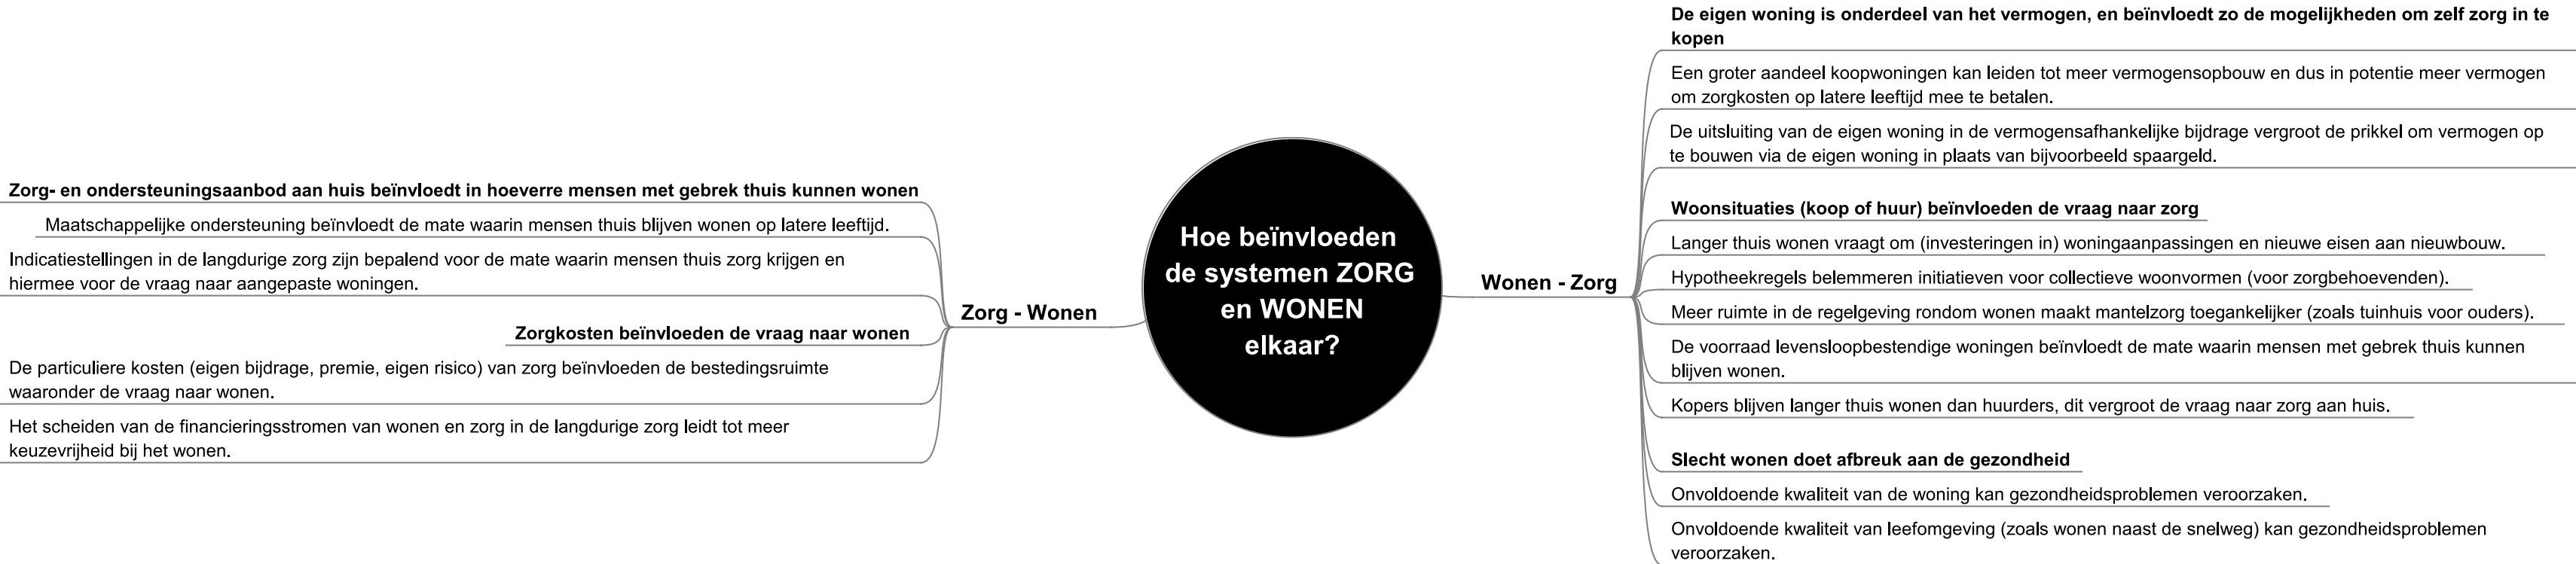 Zorg- en ondersteuningsaanbod aan huis beïnvloedt in hoeverre mensen met gebrek thuis kunnen wonen
Maatschappelijke ondersteuning beïnvloedt de mate waarin mensen thuis blijven wonen op latere leeftijd.
Indicatiestellingen in de langdurige zorg zijn bepalend voor de mate waarin mensen thuis zorg krijgen en
hiermee voor de vraag naar aangepaste woningen.
Zorgkosten beïnvloeden de vraag naar wonen
De particuliere kosten (eigen bijdrage, premie, eigen risico) van zorg beïnvloeden de bestedingsruimte
waaronder de vraag naar wonen.
Het scheiden van de financieringsstromen van wonen en zorg in de langdurige zorg leidt tot meer
keuzevrijheid bij het wonen.
Zorg - Wonen
Hoe beïnvloeden
de systemen ZORG
en WONEN
elkaar?
Wonen - Zorg
De eigen woning is onderdeel van het vermogen, en beïnvloedt zo de mogelijkheden om zelf zorg in te
kopen
Een groter aandeel koopwoningen kan leiden tot meer vermogensopbouw en dus in potentie meer vermogen
om zorgkosten op latere leeftijd mee te betalen.
De uitsluiting van de eigen woning in de vermogensafhankelijke bijdrage vergroot de prikkel om vermogen op
te bouwen via de eigen woning in plaats van bijvoorbeeld spaargeld.
Woonsituaties (koop of huur) beïnvloeden de vraag naar zorg
Langer thuis wonen vraagt om (investeringen in) woningaanpassingen en nieuwe eisen aan nieuwbouw.
Hypotheekregels belemmeren initiatieven voor collectieve woonvormen (voor zorgbehoevenden).
Meer ruimte in de regelgeving rondom wonen maakt mantelzorg toegankelijker (zoals tuinhuis voor ouders).
De voorraad levensloopbestendige woningen beïnvloedt de mate waarin mensen met gebrek thuis kunnen
blijven wonen.
Kopers blijven langer thuis wonen dan huurders, dit vergroot de vraag naar zorg aan huis.
Slecht wonen doet afbreuk aan de gezondheid
Onvoldoende kwaliteit van de woning kan gezondheidsproblemen veroorzaken.
Onvoldoende kwaliteit van leefomgeving (zoals wonen naast de snelweg) kan gezondheidsproblemen
veroorzaken.